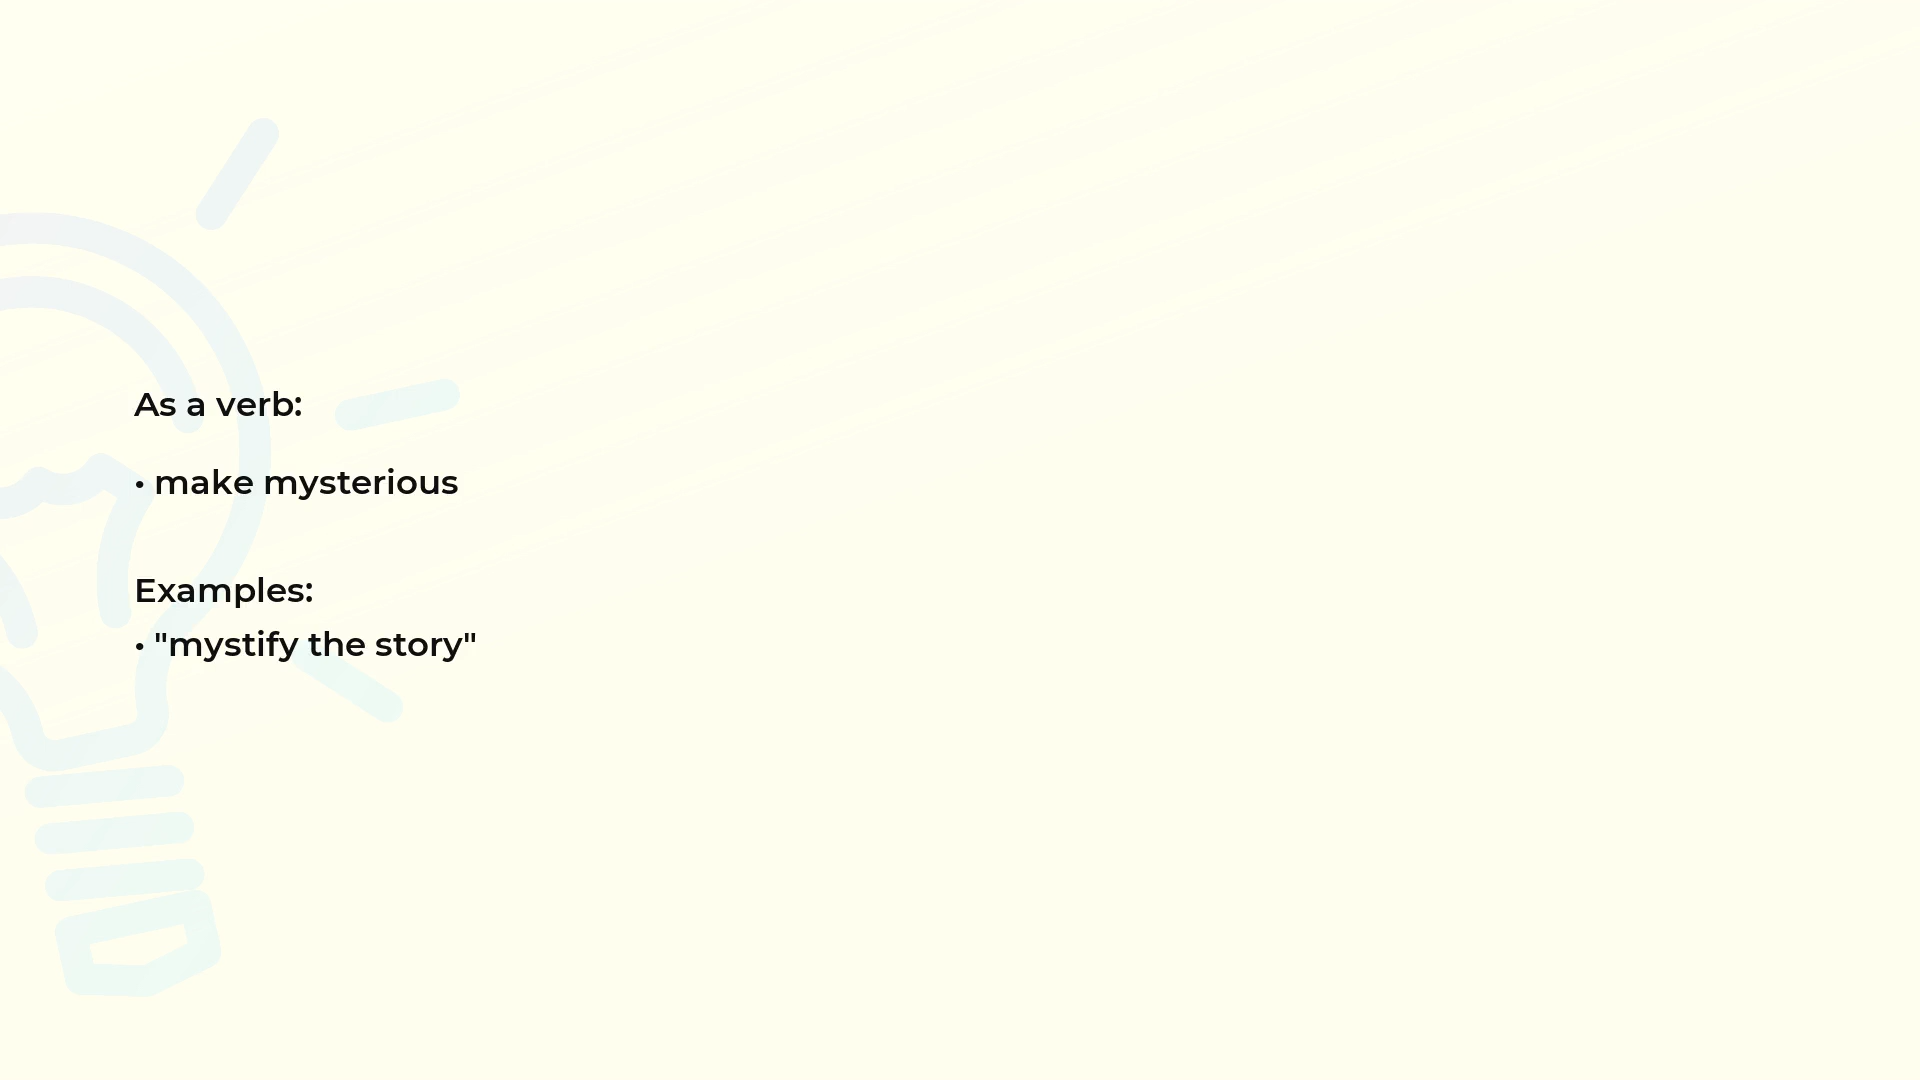 As a verb:
• make mysterious
Examples:
• "mystify the story"